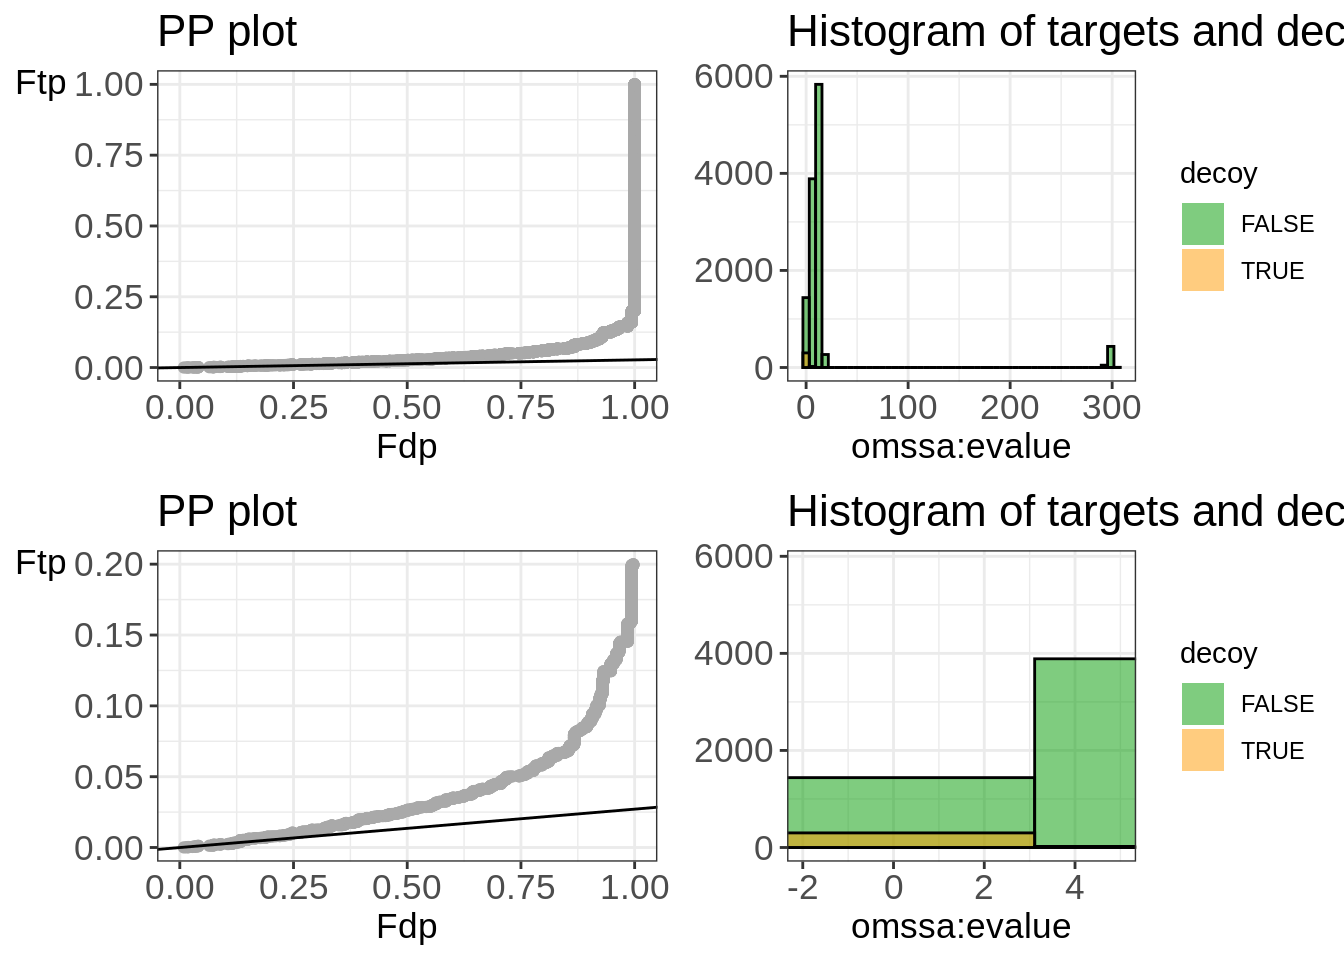 PP plot
Ftp
1.00
0.75
0.50
0.25
0.00
0.00 0.25 0.50 0.75 1.00
Fdp
Histogram of targets and dec
6000
4000
2000
0
0 100 200 300
omssa:evalue
decoy
FALSE
TRUE
PP plot
Ftp
0.20
0.15
0.10
0.05
0.00
0.00 0.25 0.50 0.75 1.00
Fdp
Histogram of targets and dec
6000
4000
2000
0
-2 0 2 4
omssa:evalue
decoy
FALSE
TRUE